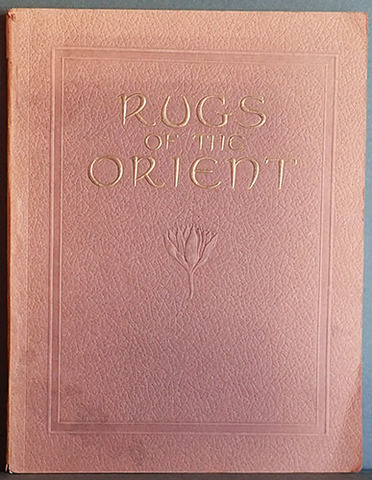 RUGS
OF THE
ORIENT